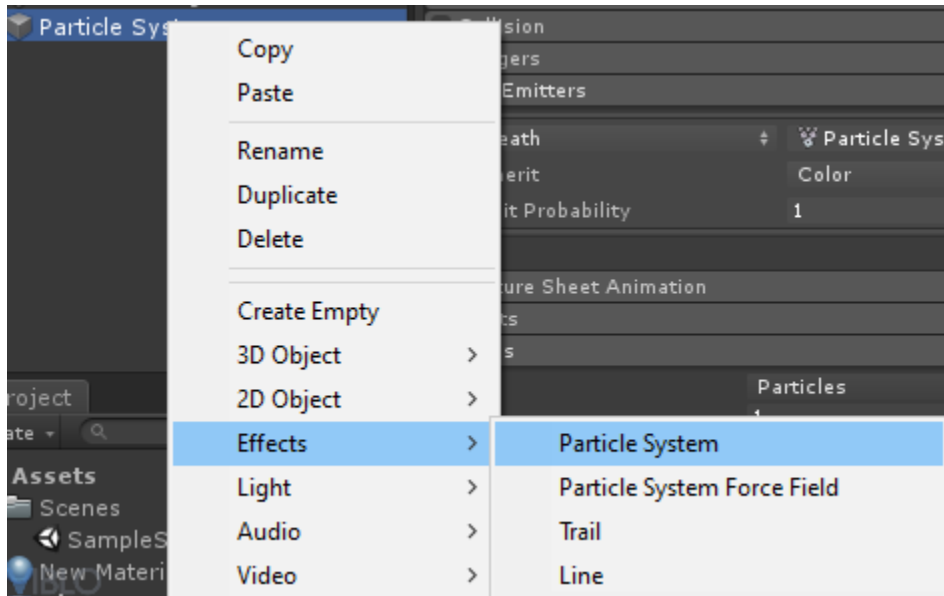 Particle Sys
Copy
Paste
Rename
Duplicate
Delete
Create Empty
3D Object
2D Object
Effects
Light
Audio
Video
Particle System
Particle System Force Field
Trail
Line
Emitters
Particle Sys
Color
it Probability
1
ure Sheet Animation
Particles
roject
Assets
Scenes
SampleS
New Materi